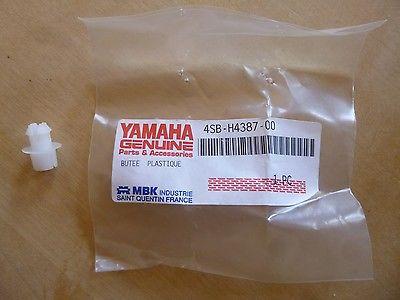 YAMAHA
GENUINE
Parts & Accessories
4SB-H4387-00
BUTEE PLASTIQUE
1 PC
MBK INDUSTRIE
SAINT QUENTIN FRANCE